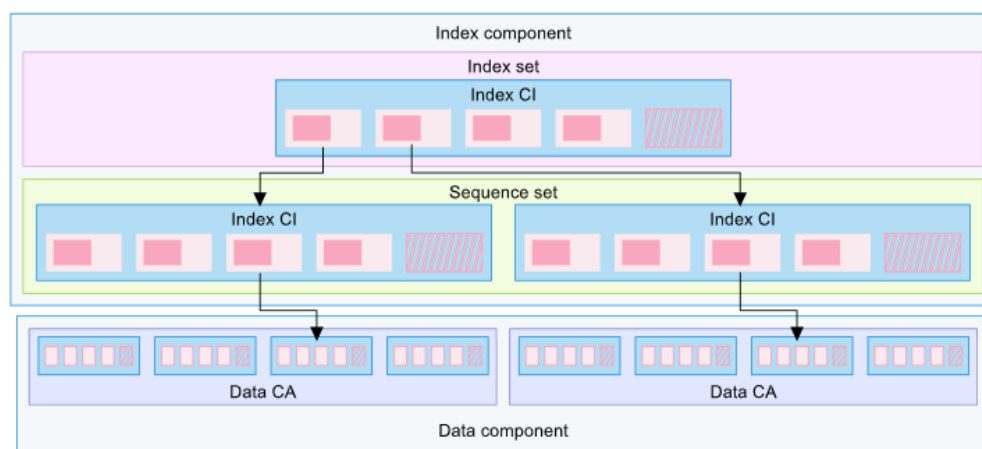 Index component
Index set
Index CI
Sequence set
Index CI
Index CI
Data CA
Data CA
Data component